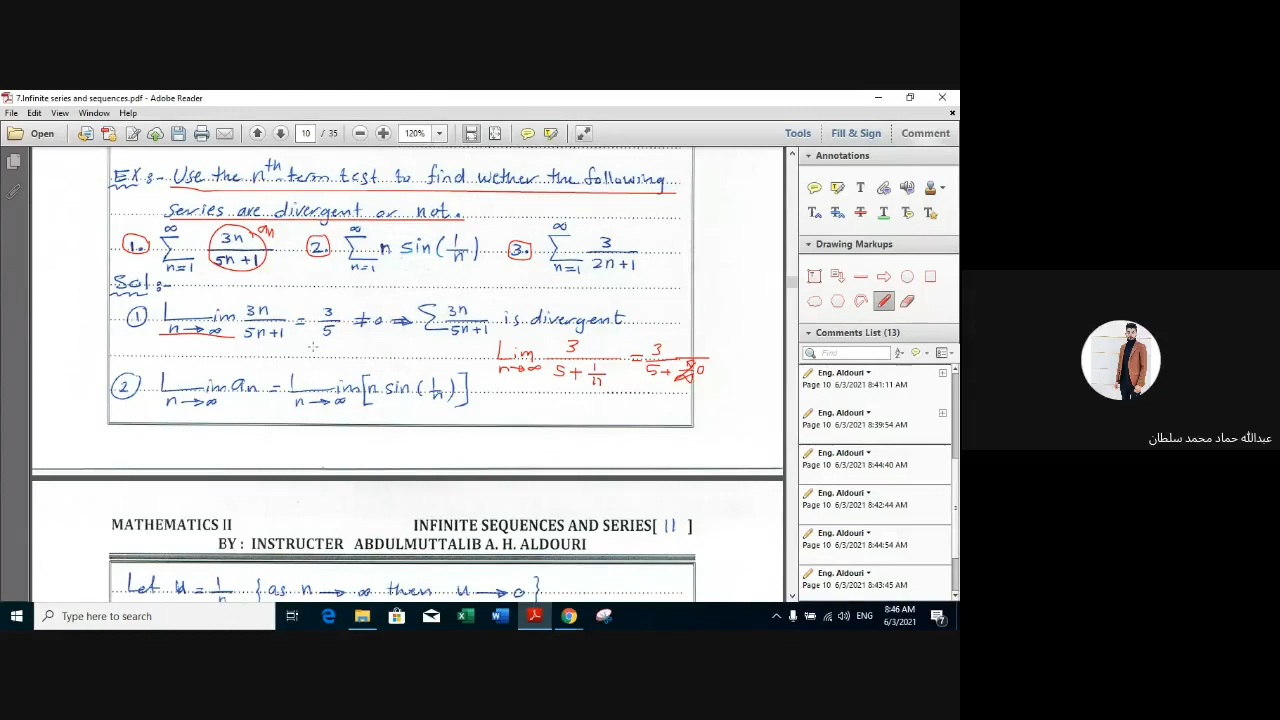 7.Infinite series and sequences.pdf - Adobe Reader
File Edit View Window Help
Open 10 / 35 120% Tools Fill & Sign Comment
EX:- Use the nth term test to find wether the following
Series are divergent or not.
1. ∞ ∑ n=1 3n/5n+1 an 2. ∞ ∑ n=1 n sin(1/n) 3. ∞ ∑ n=1 3/2n+1
Sol:-
① Lim n→∞ 3n/5n+1 = 3/5 ≠0 ⇒ ∑ 3n/5n+1 is divergent
Lim n→∞ 3/5+1/n = 3/5+0
② Lim n→∞ an = Lim n→∞ [n sin(1/n)]
MATHEMATICS II INFINITE SEQUENCES AND SERIES[ 11 ]
BY : INSTRUCTER ABDULMUTTALIB A. H. ALDOURI
Let u = 1/n {as n→∞ then u→0}
Annotations
Drawing Markups
Comments List (13)
Find
Eng. Aldouri
Page 10 6/3/2021 8:41:11 AM
Eng. Aldouri
Page 10 6/3/2021 8:39:54 AM
Eng. Aldouri
Page 10 6/3/2021 8:44:40 AM
Eng. Aldouri
Page 10 6/3/2021 8:42:44 AM
Eng. Aldouri
Page 10 6/3/2021 8:44:54 AM
Eng. Aldouri
Page 10 6/3/2021 8:43:45 AM
Type here to search
ENG
8:46 AM
6/3/2021
عبدالله حماد محمد سلطان